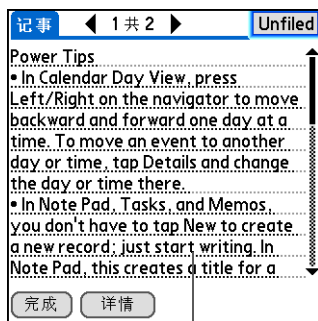 记事 1 共 2 Unfiled
Power Tips
• In Calendar Day View, press
Left/Right on the navigator to move
backward and forward one day at a
time. To move an event to another
day or time, tap Details and change
the day or time there.
• In Note Pad, Tasks, and Memos,
you don't have to tap New to create
a new record; just start writing. In
Note Pad, this creates a title for a
完成 详情